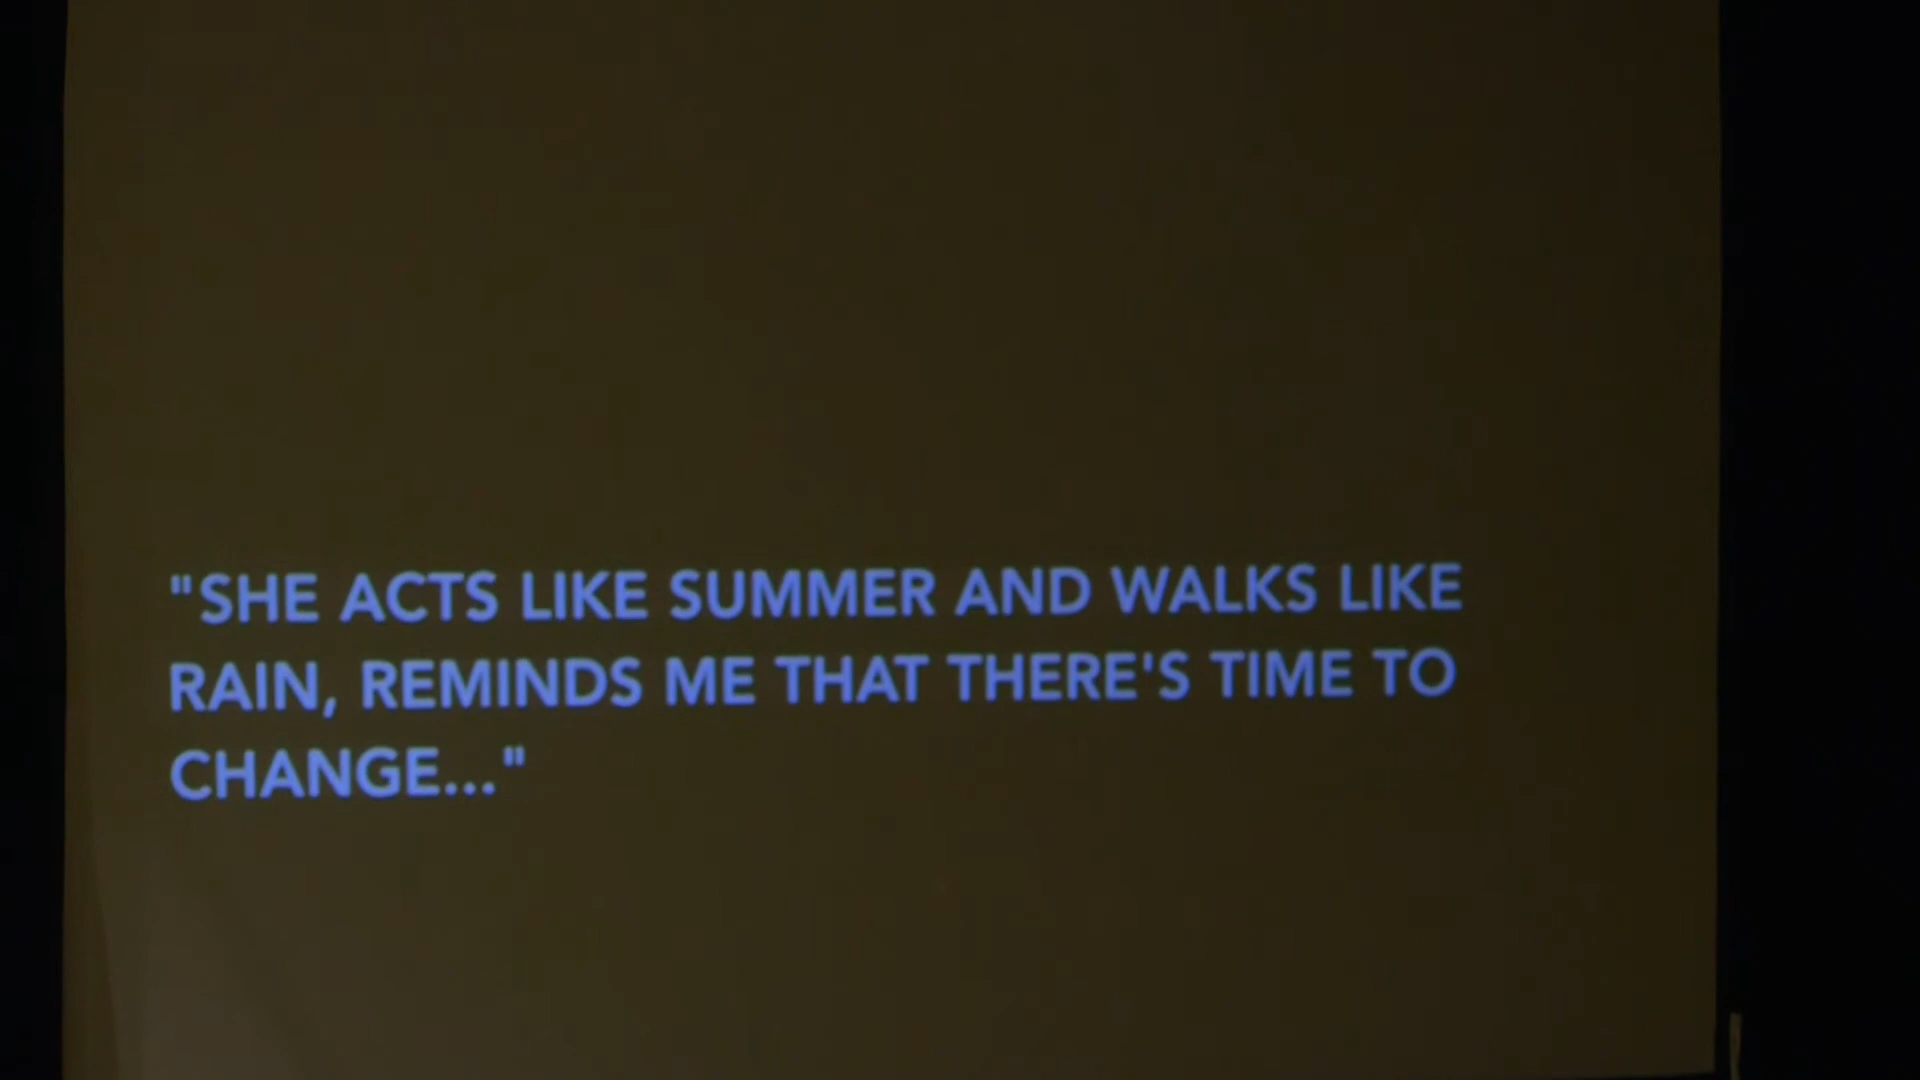 "SHE ACTS LIKE SUMMER AND WALKS LIKE
RAIN, REMINDS ME THAT THERE'S TIME TO
CHANGE..."